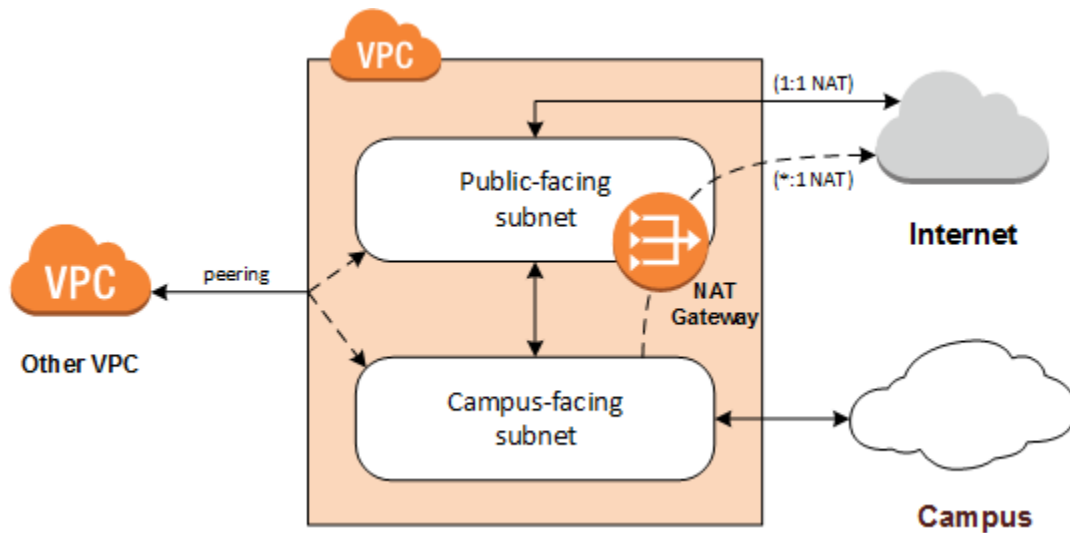 VPC
(1:1 NAT)
Public-facing
subnet
(*:1 NAT)
Internet
VPC
peering
NAT
Gateway
Other VPC
Campus-facing
subnet
Campus